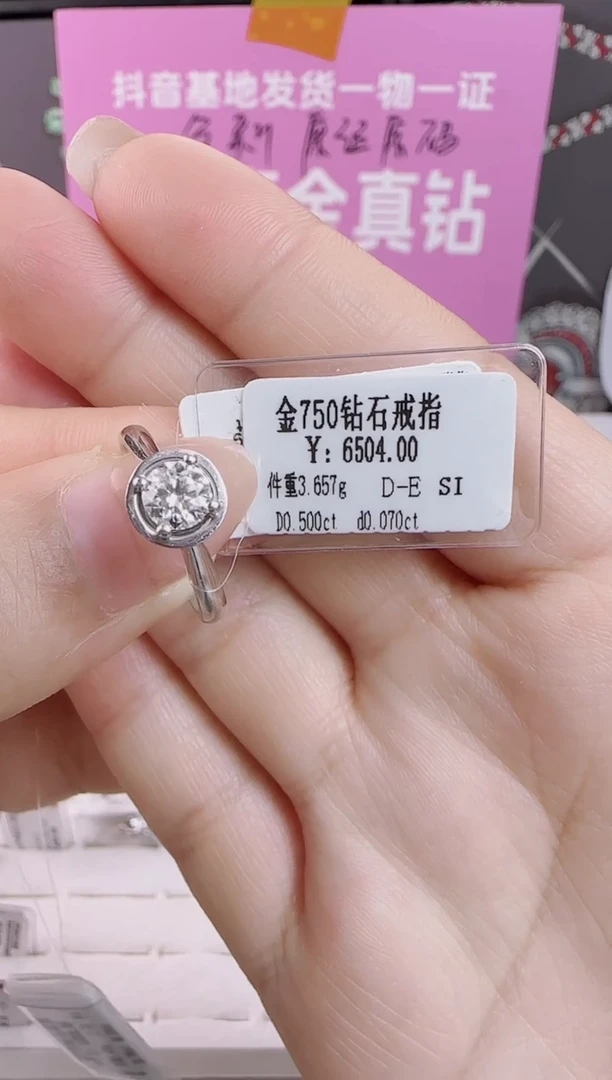 抖音基地发货一物一证
金真钻
金750钻石戒指
¥: 6504.00
件重3.657g D-E SI
D0.500ct d0.070ct